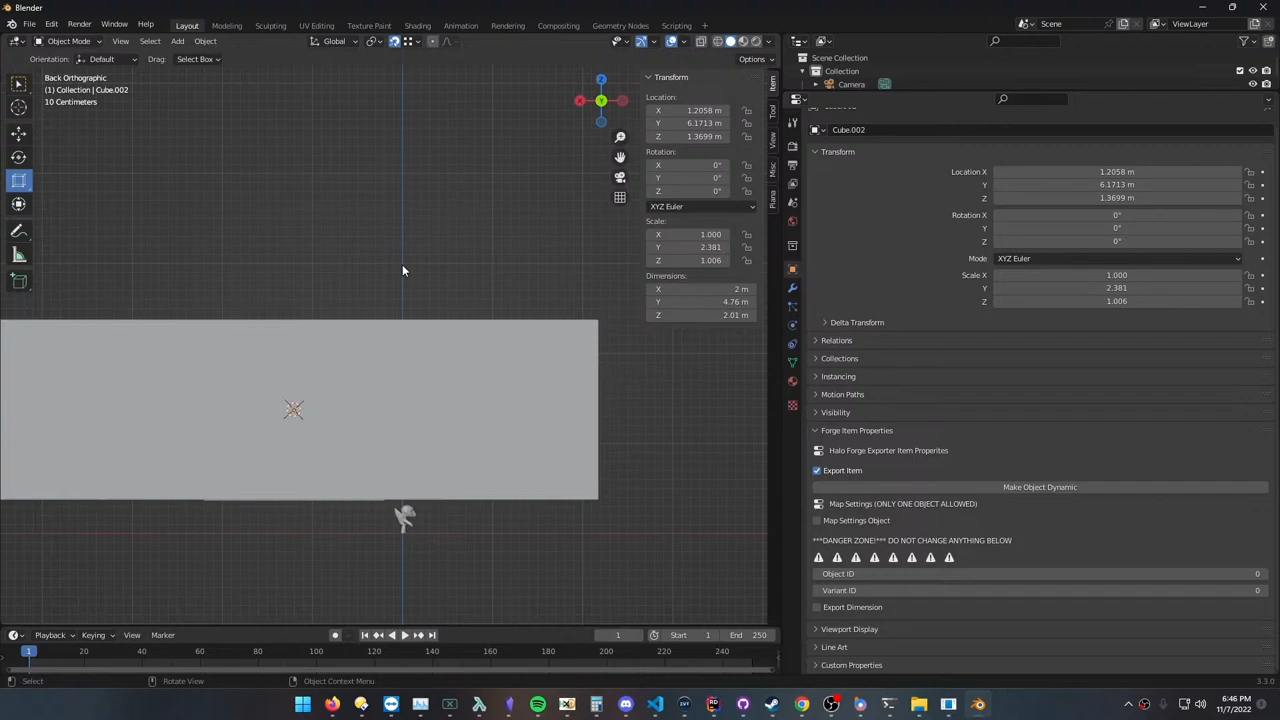 Blender
File Edit Render Window Help Layout Modeling Sculpting UV Editing Texture Paint Shading Animation Rendering Compositing Geometry Nodes Scripting + Scene ViewLayer
Object Mode View Select Add Object Global
Orientation: Default Drag: Select Box Options
Back Orthographic
10 Centimeters
Transform
Location:
X 1.2058 m
Y 6.1713 m
Z 1.3699 m
Rotation:
X 0°
Y 0°
Z 0°
XYZ Euler
Scale:
X 1.000
Y 2.381
Z 1.006
Dimensions:
X 2 m
Y 4.76 m
Z 2.01 m
Item
Tool
View
Misc
Z
X
Y
Scene Collection
Collection
Camera
Cube.002
Transform
Location X 1.2058 m
Y 6.1713 m
Z 1.3699 m
Rotation X 0°
Y 0°
Z 0°
Mode XYZ Euler
Scale X 1.000
Y 2.381
Z 1.006
Delta Transform
Relations
Collections
Instancing
Motion Paths
Visibility
Forge Item Properties
Halo Forge Exporter Item Properites
Export Item
Make Object Dynamic
Map Settings (ONLY ONE OBJECT ALLOWED)
Map Settings Object
***DANGER ZONE!*** DO NOT CHANGE ANYTHING BELOW
Object ID 0
Variant ID 0
Export Dimension
Viewport Display
Line Art
Custom Properties
Playback Keying View Marker 1 Start 1 End 250
1 20 40 60 80 100 120 140 160 180 200 220 240
Select Rotate View Object Context Menu 3.3.0
6:46 PM
11/7/2022